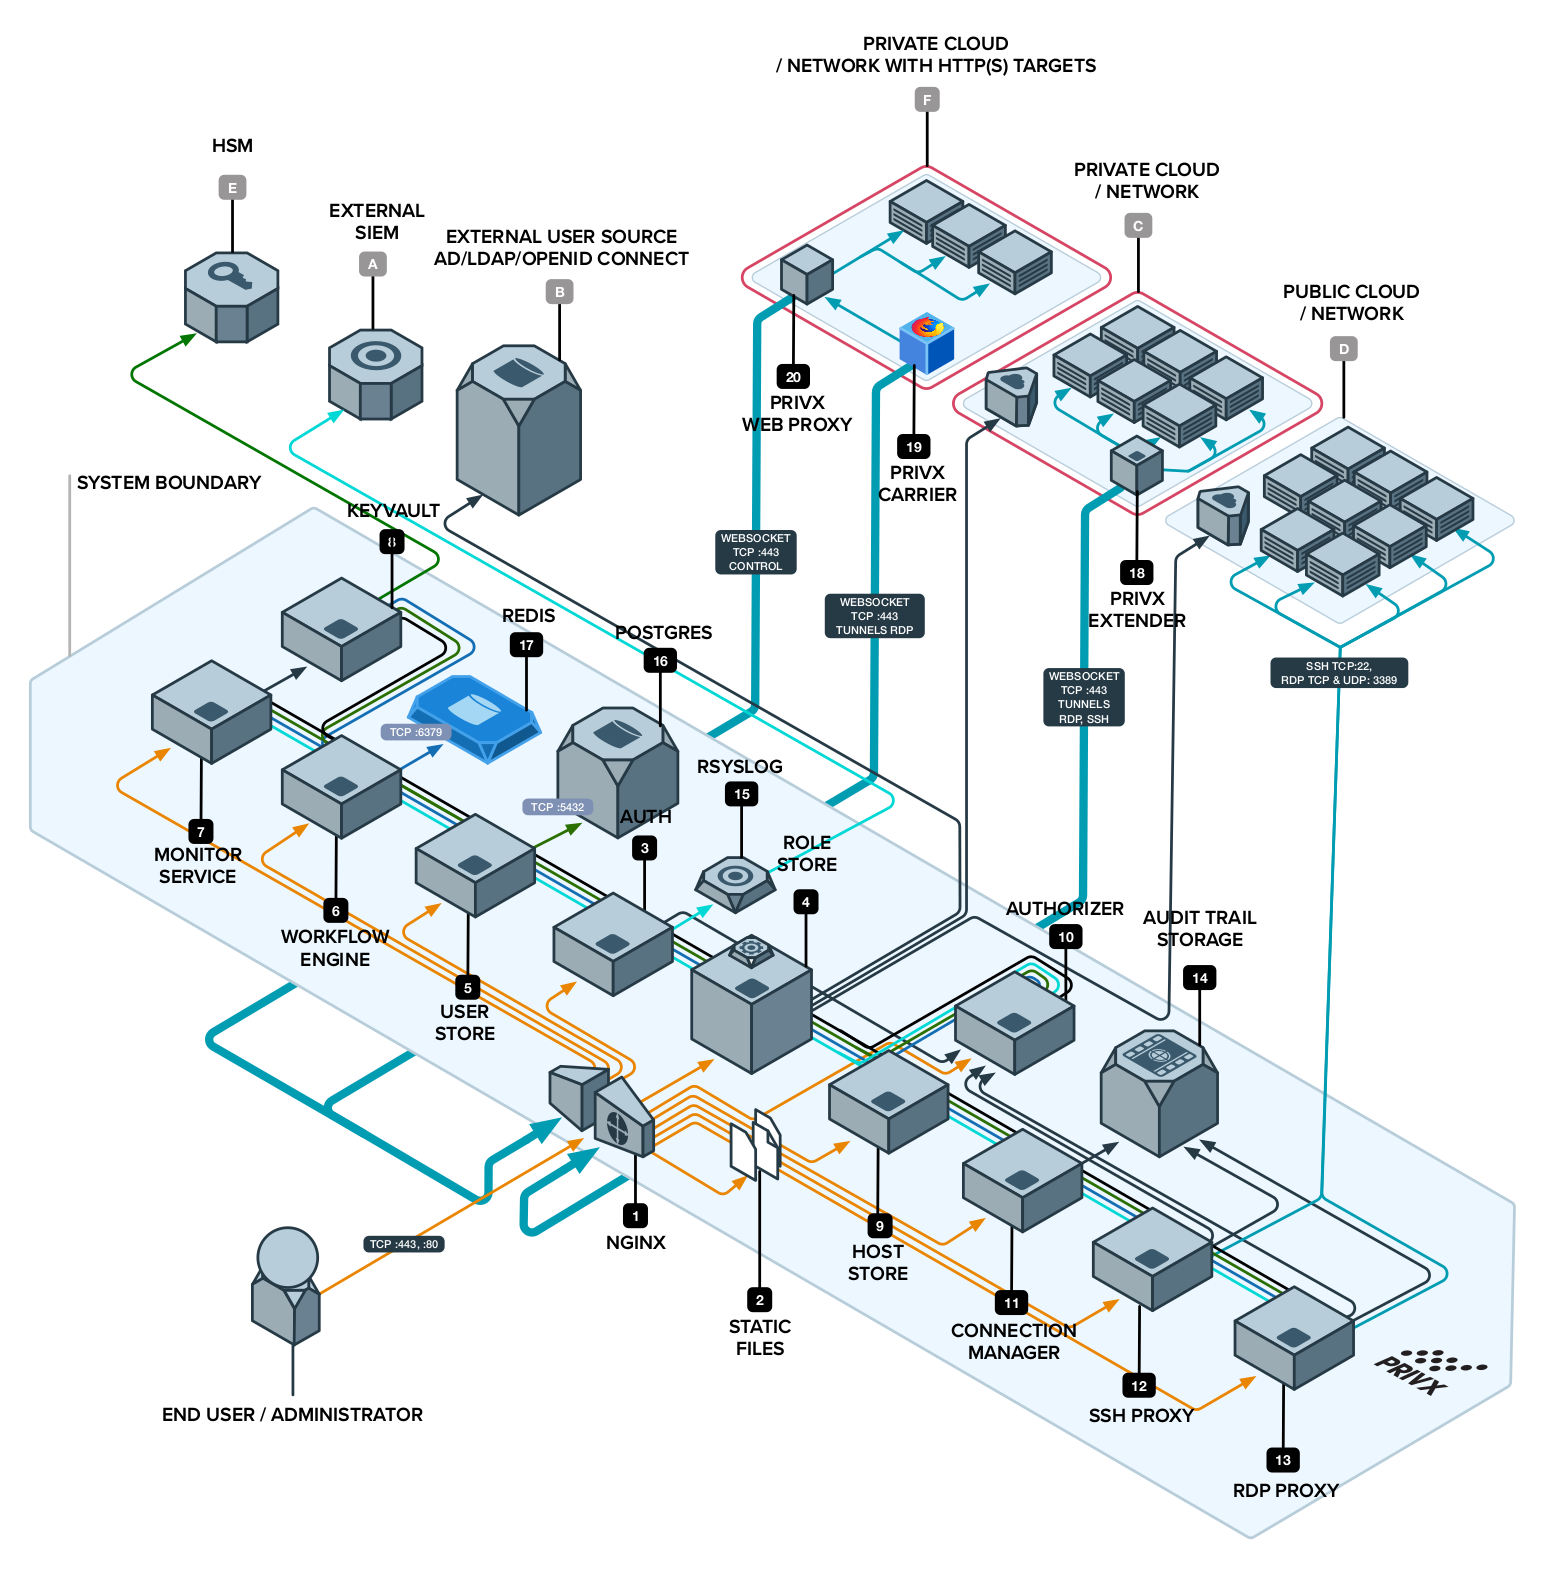 PRIVATE CLOUD
/ NETWORK WITH HTTP(S) TARGETS
F
HSM
E
EXTERNAL
SIEM
A
EXTERNAL USER SOURCE
AD/LDAP/OPENID CONNECT
B
PRIVATE CLOUD
/ NETWORK
C
PUBLIC CLOUD
/ NETWORK
D
20
PRIVX
WEB PROXY
19
PRIVX
CARRIER
SYSTEM BOUNDARY
KEYVAULT
8
WEBSOCKET
TCP :443
CONTROL
18
PRIVX
EXTENDER
WEBSOCKET
TCP :443
TUNNELS RDP
REDIS
17
POSTGRES
16
SSH TCP:22,
RDP TCP & UDP: 3389
WEBSOCKET
TCP :443
TUNNELS
RDP, SSH
TCP :6379
RSYSLOG
15
TCP :5432
AUTH
3
7
MONITOR
SERVICE
ROLE
STORE
4
6
WORKFLOW
ENGINE
AUTHORIZER
10
AUDIT TRAIL
STORAGE
14
5
USER
STORE
1
NGINX
TCP :443, :80
9
HOST
STORE
2
STATIC
FILES
11
CONNECTION
MANAGER
12
SSH PROXY
PRIVX
END USER / ADMINISTRATOR
13
RDP PROXY